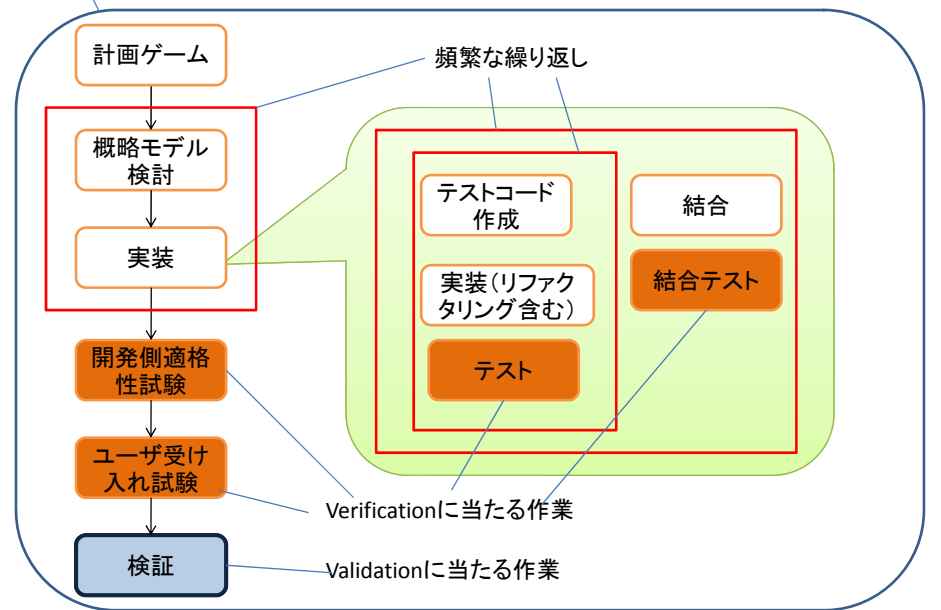 計画ゲーム
頻繁な繰り返し
概略モデル
検討
実装
テストコード
作成
実装（リファク
タリング含む）
テスト
結合
結合テスト
開発側適格
性試験
ユーザ受け
入れ試験
検証
Verificationに当たる作業
Validationに当たる作業